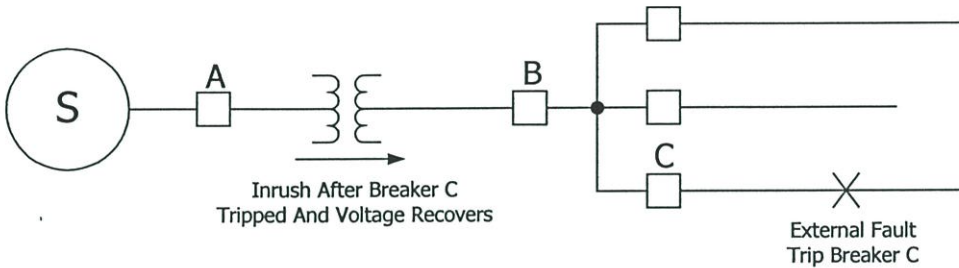 A
B
S
C
Inrush After Breaker C
Tripped And Voltage Recovers
External Fault
Trip Breaker C